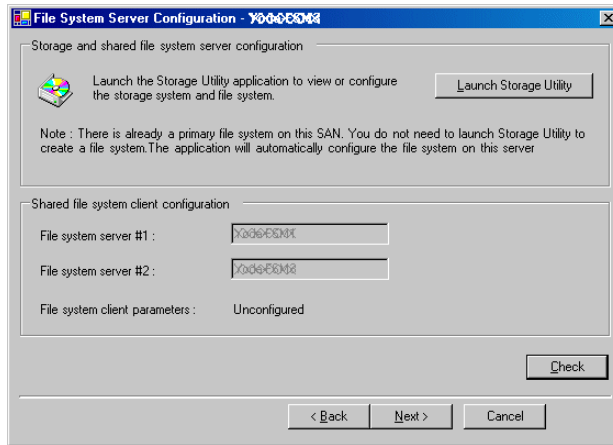 File System Server Configuration -
Storage and shared file system server configuration
Launch the Storage Utility application to view or configure
the storage system and file system.
Launch Storage Utility
Note : There is already a primary file system on this SAN. You do not need to launch Storage Utility to
create a file system.The application will automatically configure the file system on this server
Shared file system client configuration
File system server #1 :
File system server #2 :
File system client parameters : Unconfigured
Check
< Back Next > Cancel